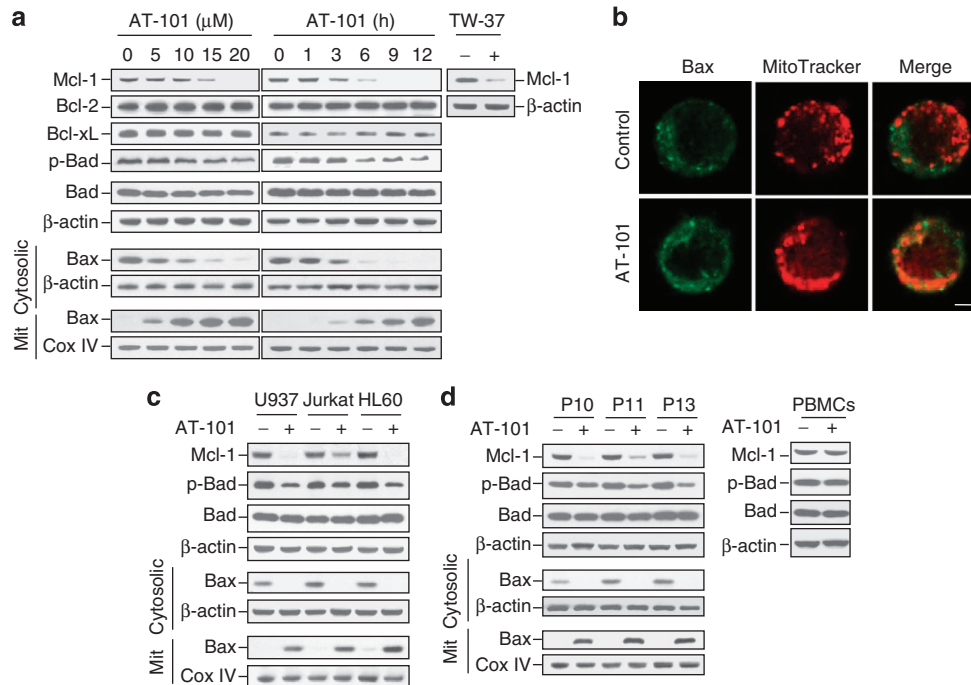 a
AT-101 (μM) AT-101 (h) TW-37
0 5 10 15 20 0 1 3 6 9 12 – +
Mcl-1 Mcl-1
Bcl-2 β-actin
Bcl-xL
p-Bad
Bad
β-actin
Cytosolic
Bax
β-actin
Mit
Bax
Cox IV
b
Bax MitoTracker Merge
Control
AT-101
c
U937 Jurkat HL60
AT-101 – + – + – +
Mcl-1
p-Bad
Bad
β-actin
Cytosolic
Bax
β-actin
Mit
Bax
Cox IV
d
P10 P11 P13 PBMCs
AT-101 – + – + – + AT-101 – +
Mcl-1 Mcl-1
p-Bad p-Bad
Bad Bad
β-actin β-actin
Cytosolic
Bax
β-actin
Mit
Bax
Cox IV